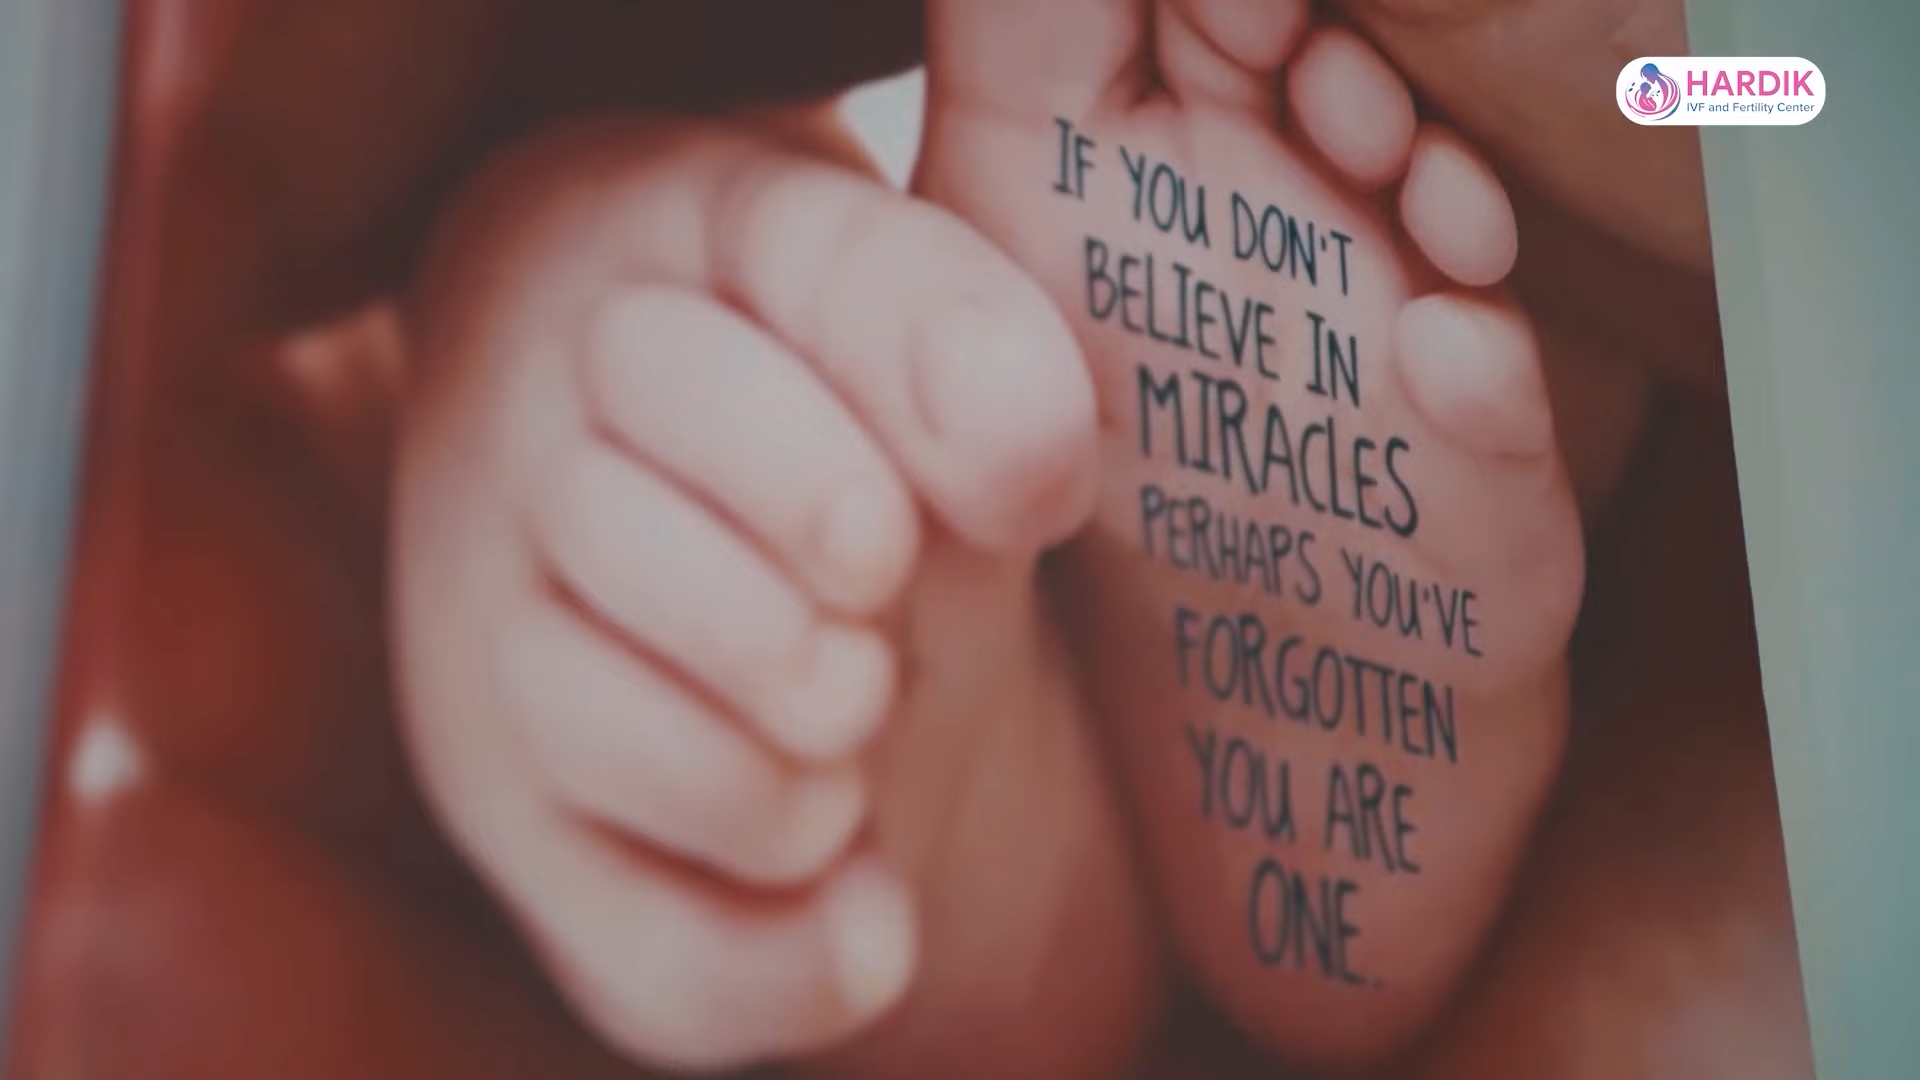 HARDIK
IVF and Fertility Center
IF YOU DON'T
BELIEVE IN
MIRACLES
PERHAPS YOU'VE
FORGOTTEN
YOU ARE
ONE.